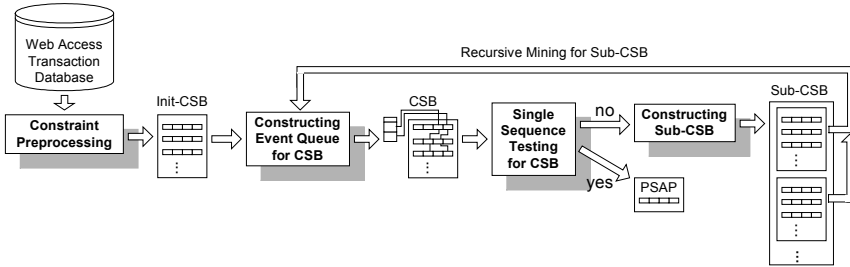 Web Access
Transaction
Database
Recursive Mining for Sub-CSB
Init-CSB
CSB
Sub-CSB
Constraint
Preprocessing
Constructing
Event Queue
for CSB
Single
Sequence
Testing
for CSB
no
yes
Constructing
Sub-CSB
PSAP